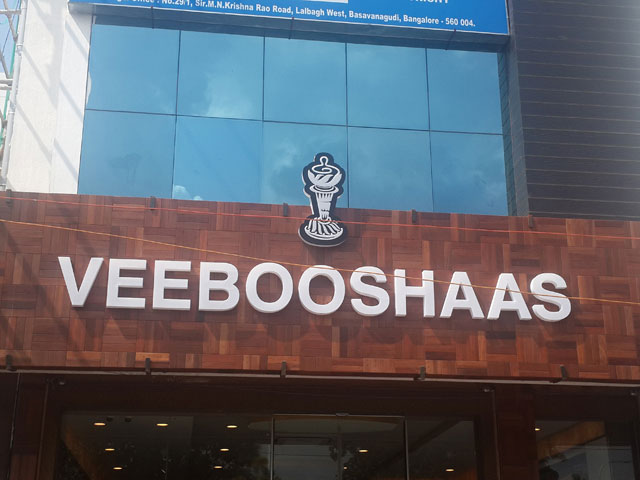 No.29/1, Sir.M.N.Krishna Rao Road, Lalbagh West, Basavanagudi, Bangalore - 560 004.
VEEBOOSHAAS